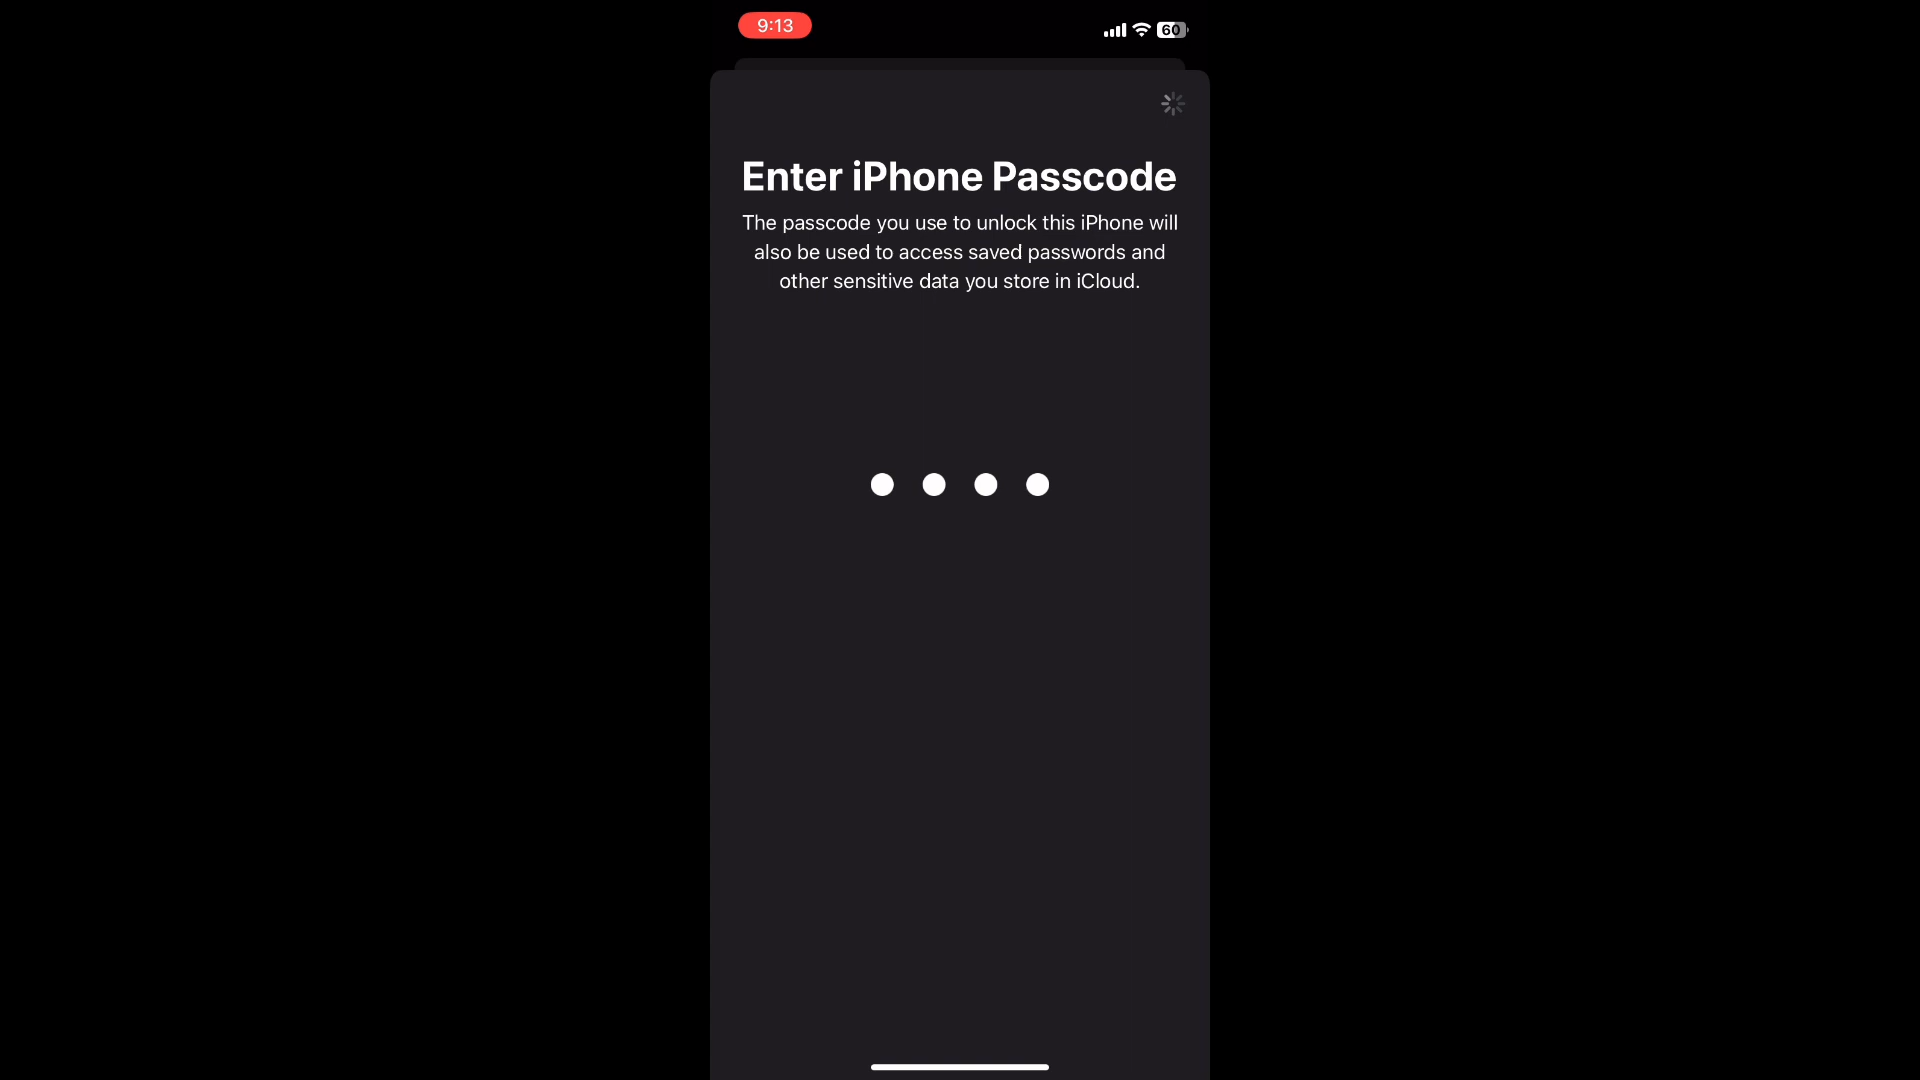 9:13
60
Enter iPhone Passcode
The passcode you use to unlock this iPhone will
also be used to access saved passwords and
other sensitive data you store in iCloud.